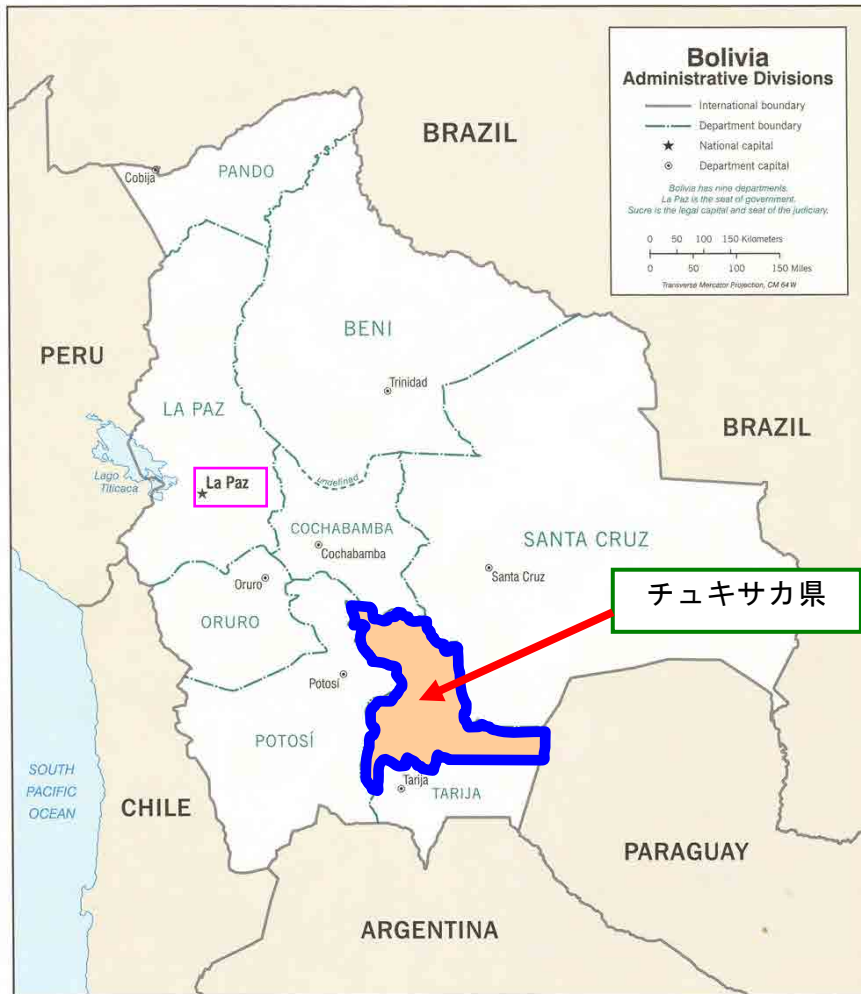 Bolivia
Administrative Divisions
International boundary
Department boundary
National capital
Department capital
Bolivia has nine departments.
La Paz is the seat of government.
Sucre is the legal capital and seat of the judiciary.
0 50 100 150 Kilometers
0 50 100 150 Miles
Transverse Mercator Projection, CM 64 W
BRAZIL
Cobija
PANDO
BENI
PERU
Trinidad
LA PAZ
BRAZIL
Lago
Titicaca
La Paz
undefined
COCHABAMBA
Cochabamba
SANTA CRUZ
Santa Cruz
Oruro
ORURO
チュキサカ県
Potosí
POTOSÍ
SOUTH
PACIFIC
OCEAN
CHILE
Tarija
TARIJA
PARAGUAY
ARGENTINA